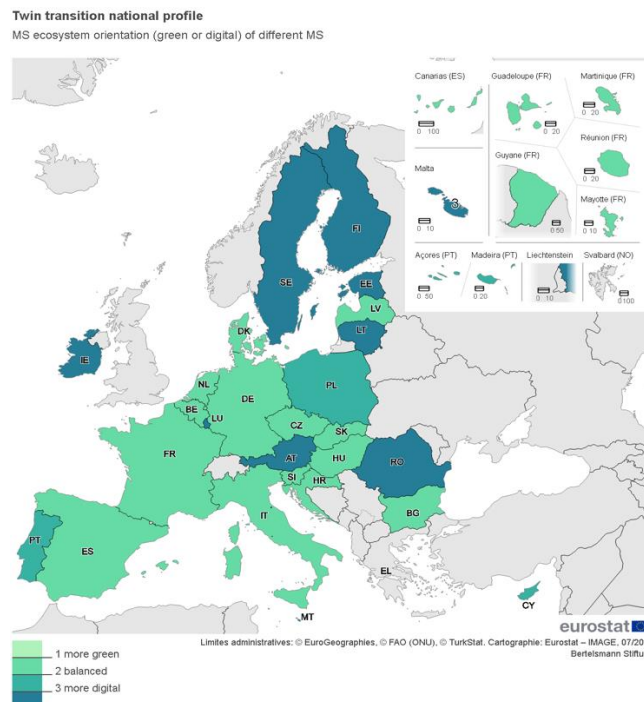 Twin transition national profile
MS ecosystem orientation (green or digital) of different MS
Canarias (ES)
0 100
Guadeloupe (FR)
0 20
Martinique (FR)
0 20
Réunion (FR)
0 20
Guyane (FR)
0 50
Mayotte (FR)
0 10
Malta
3
0 10
Açores (PT)
0 50
Madeira (PT)
0 20
Liechtenstein
0 10
Svalbard (NO)
0 100
FI
SE
EE
LV
LT
DK
IE
NL
BE
LU
DE
PL
CZ
SK
FR
AT
HU
RO
SI
HR
IT
BG
PT
ES
EL
MT
CY
eurostat
Limites administratives: © EuroGeographies, © FAO (ONU), © TurkStat. Cartographie: Eurostat – IMAGE, 07/20
Bertelsmann Stiftu
1 more green
2 balanced
3 more digital